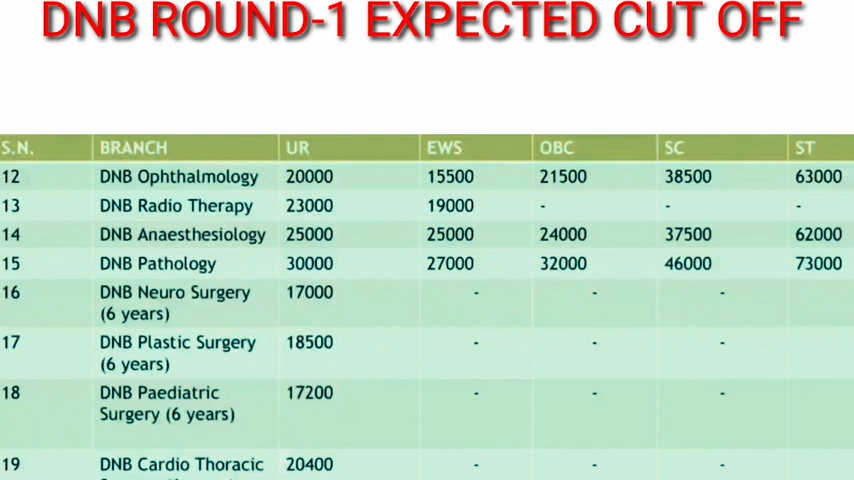 DNB ROUND-1 EXPECTED CUT OFF
S.N. BRANCH UR EWS OBC SC ST
12 DNB Ophthalmology 20000 15500 21500 38500 63000
13 DNB Radio Therapy 23000 19000 - - -
14 DNB Anaesthesiology 25000 25000 24000 37500 62000
15 DNB Pathology 30000 27000 32000 46000 73000
16 DNB Neuro Surgery 17000 - - -
(6 years)
17 DNB Plastic Surgery 18500 - - -
(6 years)
18 DNB Paediatric 17200 - - -
Surgery (6 years)
19 DNB Cardio Thoracic 20400 - - -